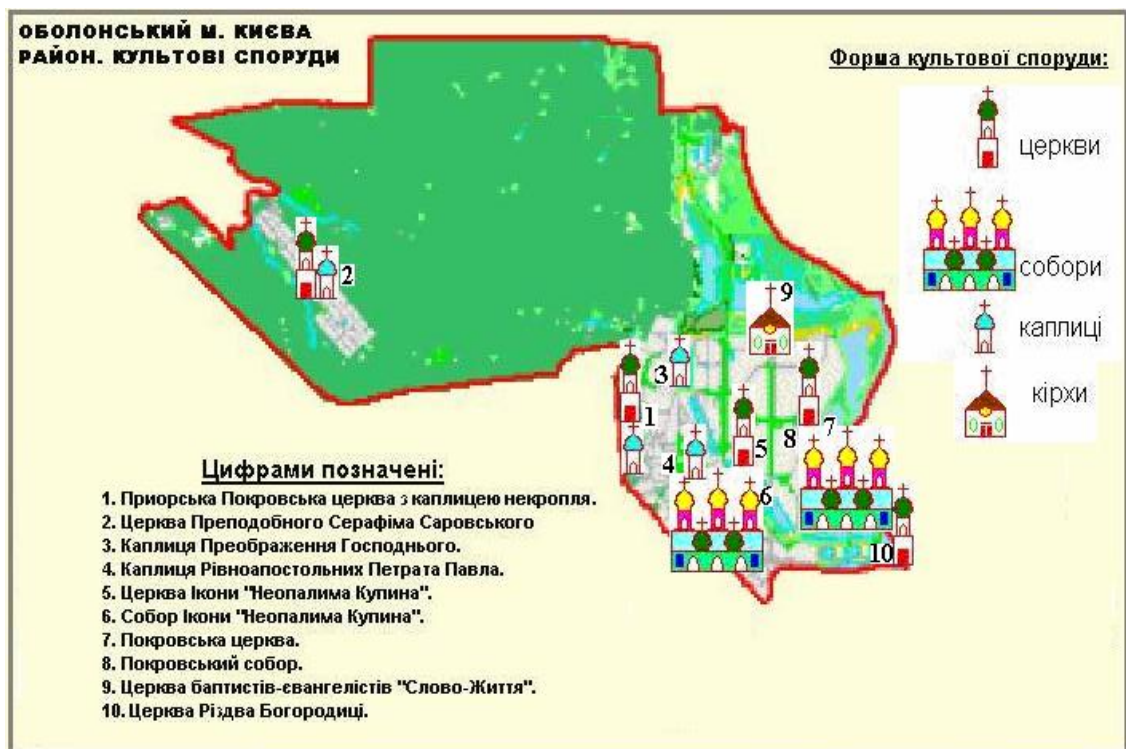 ОБОЛОНСЬКИЙ М. КИЄВА
РАЙОН. КУЛЬТОВІ СПОРУДИ
Форма культової споруди:
церкви
собори
каплиці
кірхи
2
9
3
1
8
7
5
4
6
10
Цифрами позначені:
1. Приорська Покровська церква з каплицею некропля.
2. Церква Преподобного Серафіма Саровського
3. Каплиця Преображення Господнього.
4. Каплиця Рівноапостольних Петрата Павла.
5. Церква Ікони "Неопалима Купина".
6. Собор Ікони "Неопалима Купина".
7. Покровська церква.
8. Покровський собор.
9. Церква баптистів-євангелістів "Слово-Життя".
10. Церква Різдва Богородиці.